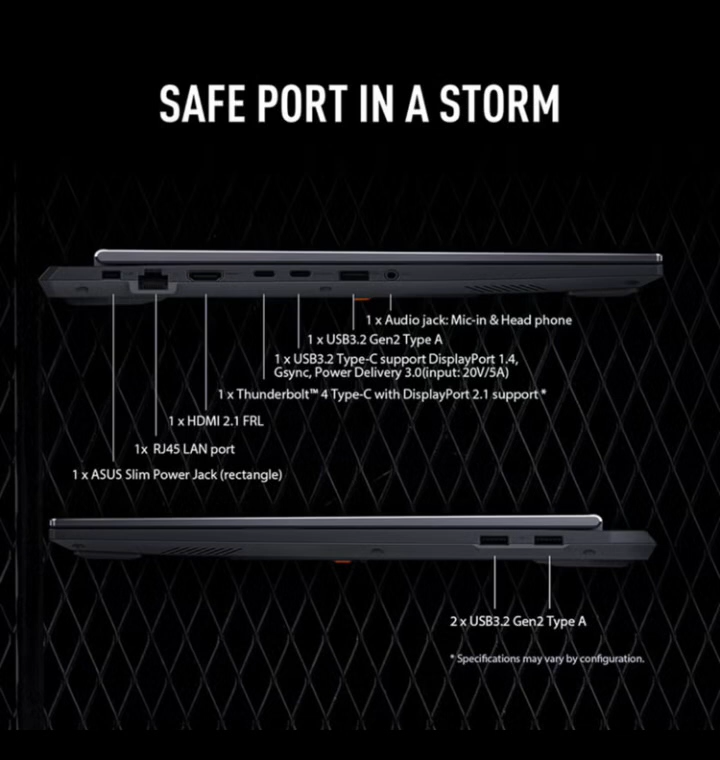 SAFE PORT IN A STORM
1 x Audio jack: Mic-in & Head phone
1 x USB3.2 Gen2 Type A
1 x USB3.2 Type-C support DisplayPort 1.4,
Gsync, Power Delivery 3.0(input: 20V/5A)
1 x Thunderbolt™ 4 Type-C with DisplayPort 2.1 support *
1 x HDMI 2.1 FRL
1x RJ45 LAN port
1 x ASUS Slim Power Jack (rectangle)
2 x USB3.2 Gen2 Type A
* Specifications may vary by configuration.